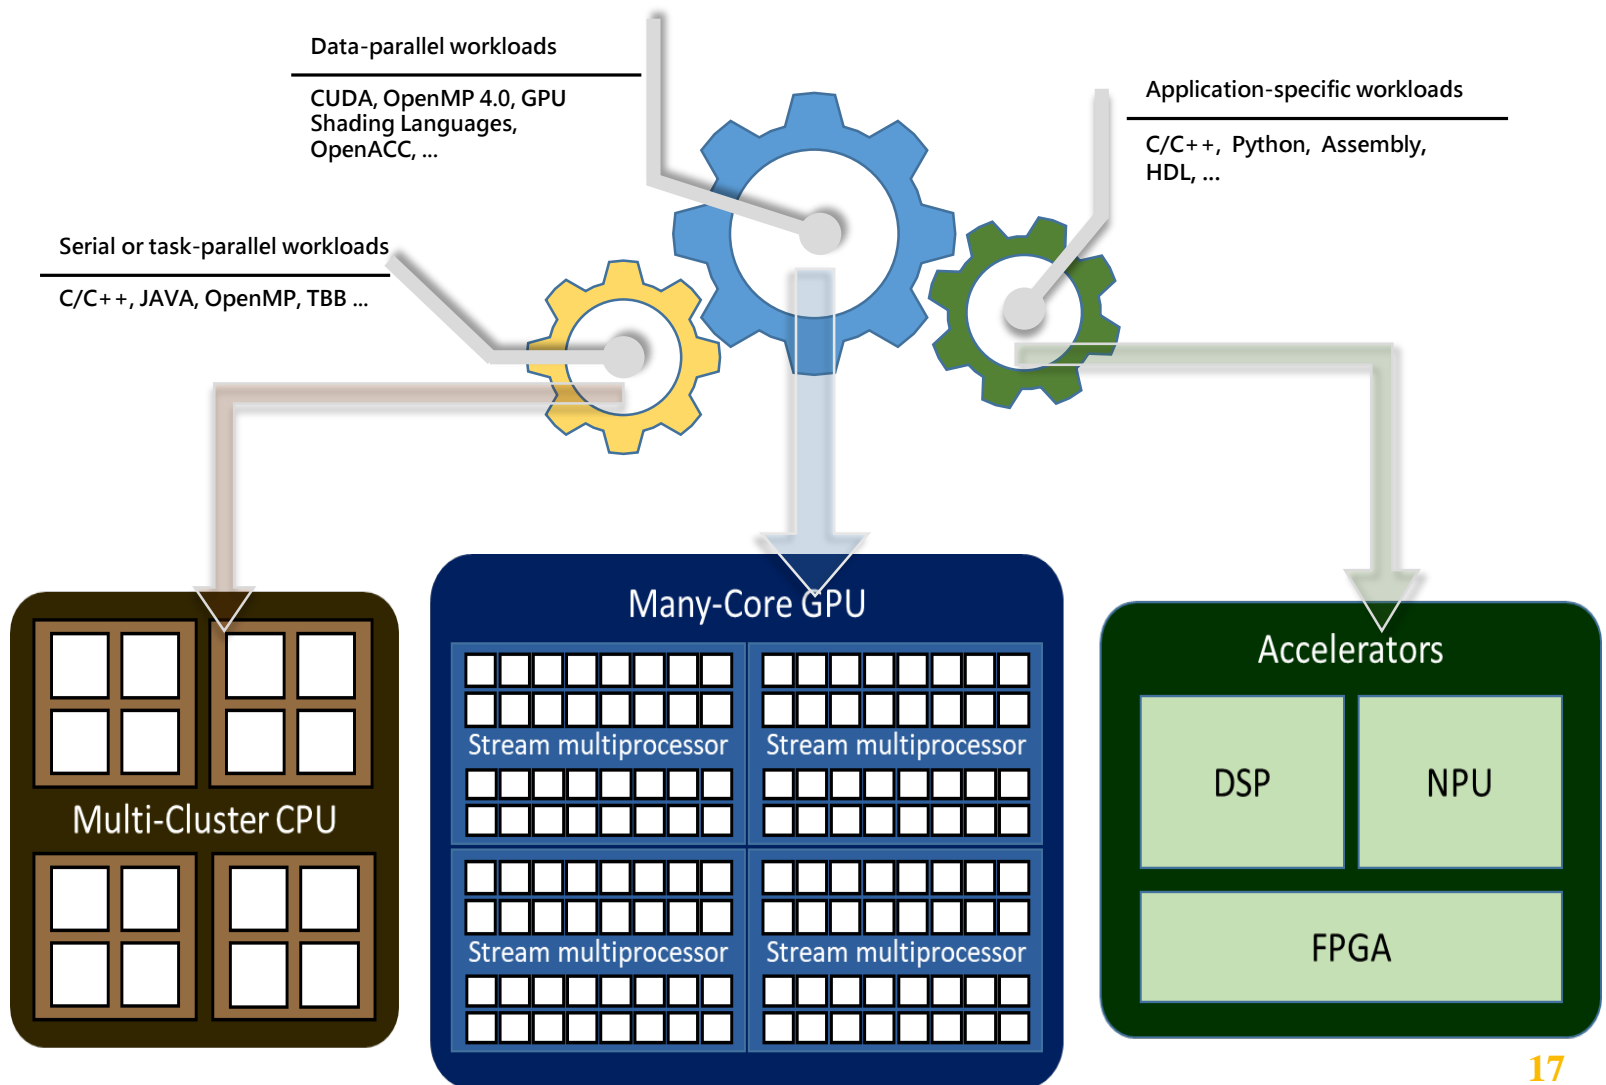 Data-parallel workloads
CUDA, OpenMP 4.0, GPU
Shading Languages,
OpenACC, ...
Application-specific workloads
C/C++, Python, Assembly,
HDL, ...
Serial or task-parallel workloads
C/C++, JAVA, OpenMP, TBB ...
Multi-Cluster CPU
Many-Core GPU
Stream multiprocessor
Stream multiprocessor
Stream multiprocessor
Stream multiprocessor
Accelerators
DSP
NPU
FPGA
17